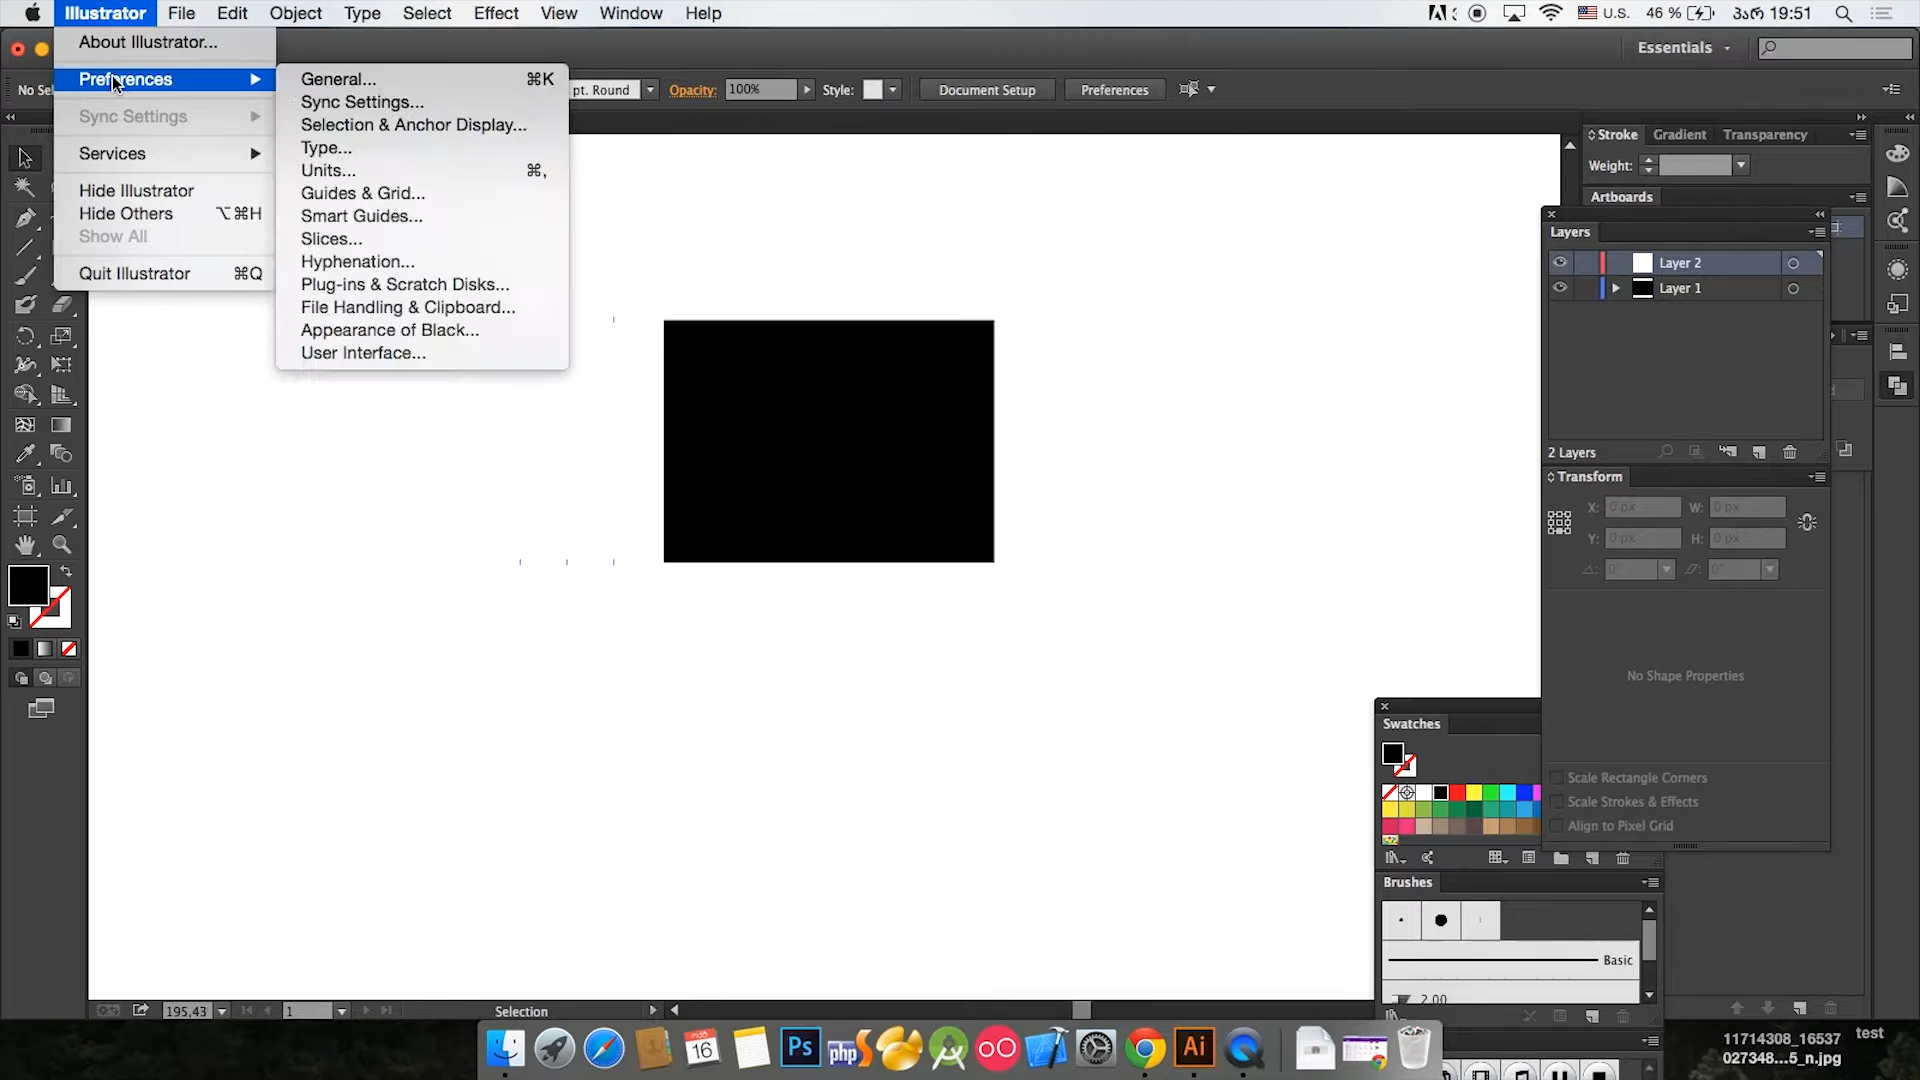 Illustrator File Edit Object Type Select Effect View Window Help
U.S. 46 % პარ 19:51
About Illustrator...
Preferences
Sync Settings
Services
Hide Illustrator
Hide Others ⌥⌘H
Show All
Quit Illustrator ⌘Q
General... ⌘K
Sync Settings...
Selection & Anchor Display...
Type...
Units... ⌘,
Guides & Grid...
Smart Guides...
Slices...
Hyphenation...
Plug-ins & Scratch Disks...
File Handling & Clipboard...
Appearance of Black...
User Interface...
Essentials
No Sel
pt. Round Opacity: 100% Style: Document Setup Preferences
Stroke Gradient Transparency
Weight:
Artboards
Layers
Layer 2
Layer 1
2 Layers
Transform
X: 0 px W: 0 px
Y: 0 px H: 0 px
0° 0°
No Shape Properties
Scale Rectangle Corners
Scale Strokes & Effects
Align to Pixel Grid
Swatches
Brushes
Basic
2.00
195,43 1 Selection
16
Ps php Ai
11714308_16537
027348...5_n.jpg
test